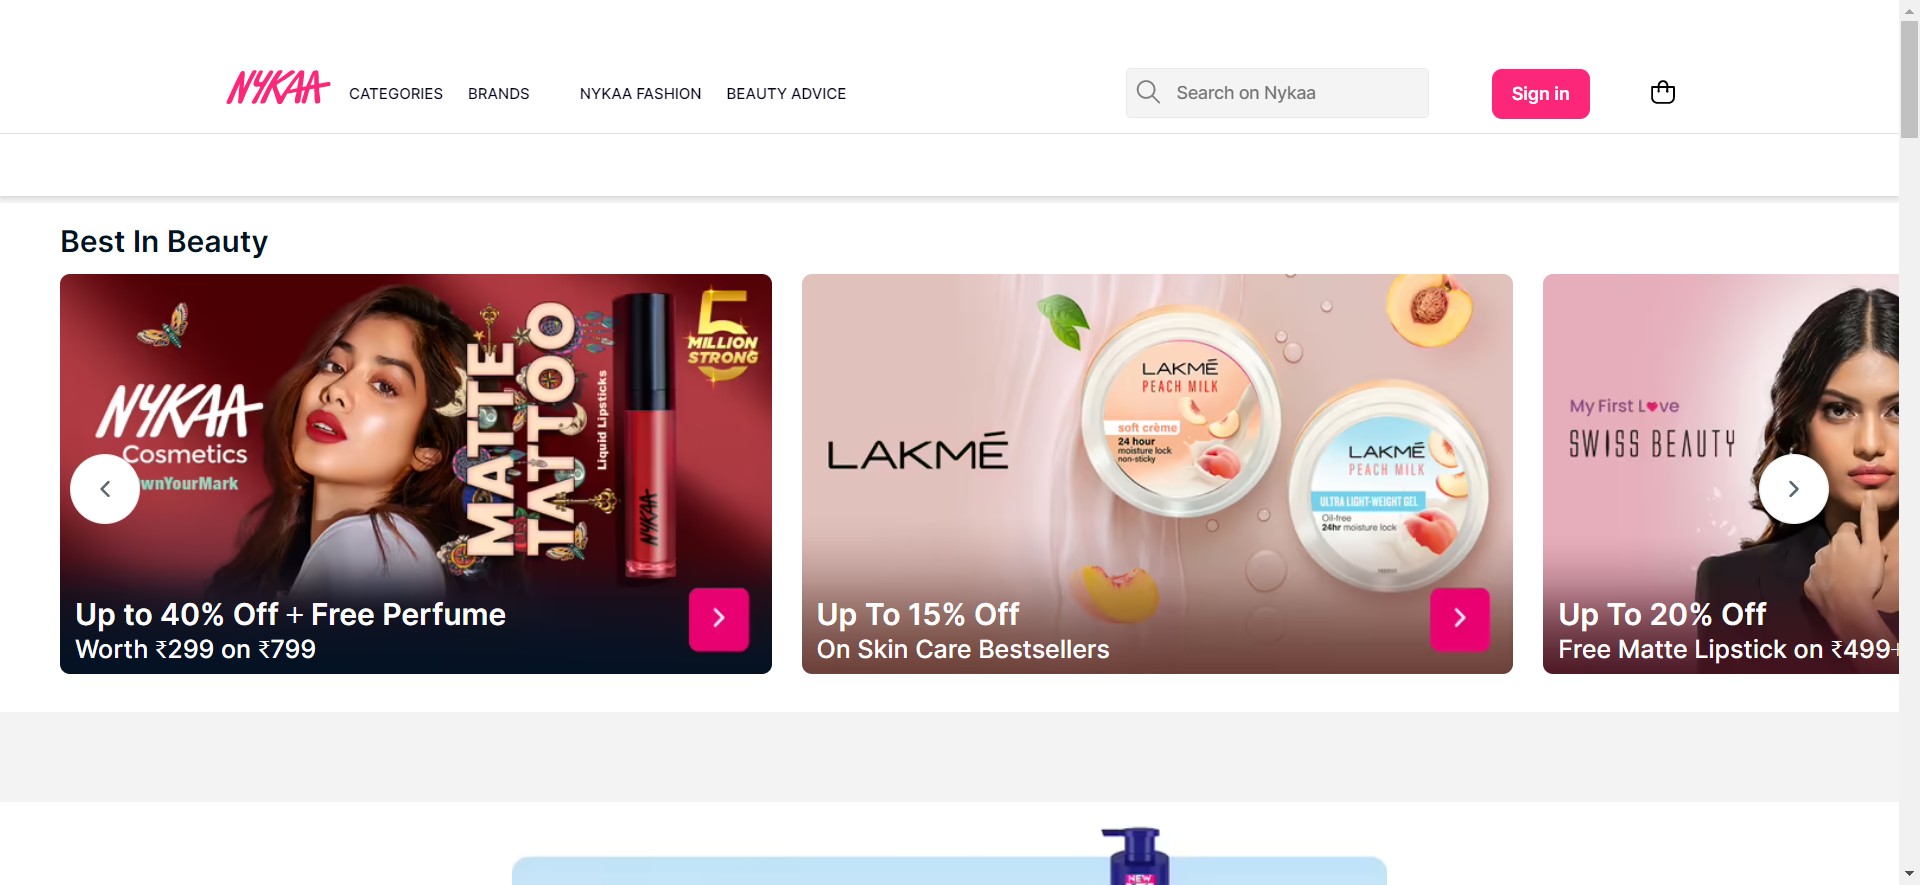 NYKAA
CATEGORIES
BRANDS
NYKAA FASHION
BEAUTY ADVICE
Search on Nykaa
Sign in
Best In Beauty
NYKAA
Cosmetics
wnYourMark
MATTE
TATTOO
Liquid Lipsticks
NYKAA
5
MILLION
STRONG
Up to 40% Off + Free Perfume
Worth ₹299 on ₹799
LAKMÉ
LAKMÉ
PEACH MILK
soft crème
24 hour
moisture lock
non-sticky
LAKMÉ
PEACH MILK
ULTRA LIGHT-WEIGHT GEL
Oil-free
24hr moisture lock
Up To 15% Off
On Skin Care Bestsellers
My First Love
SWISS BEAUTY
Up To 20% Off
Free Matte Lipstick on ₹499+
NEW